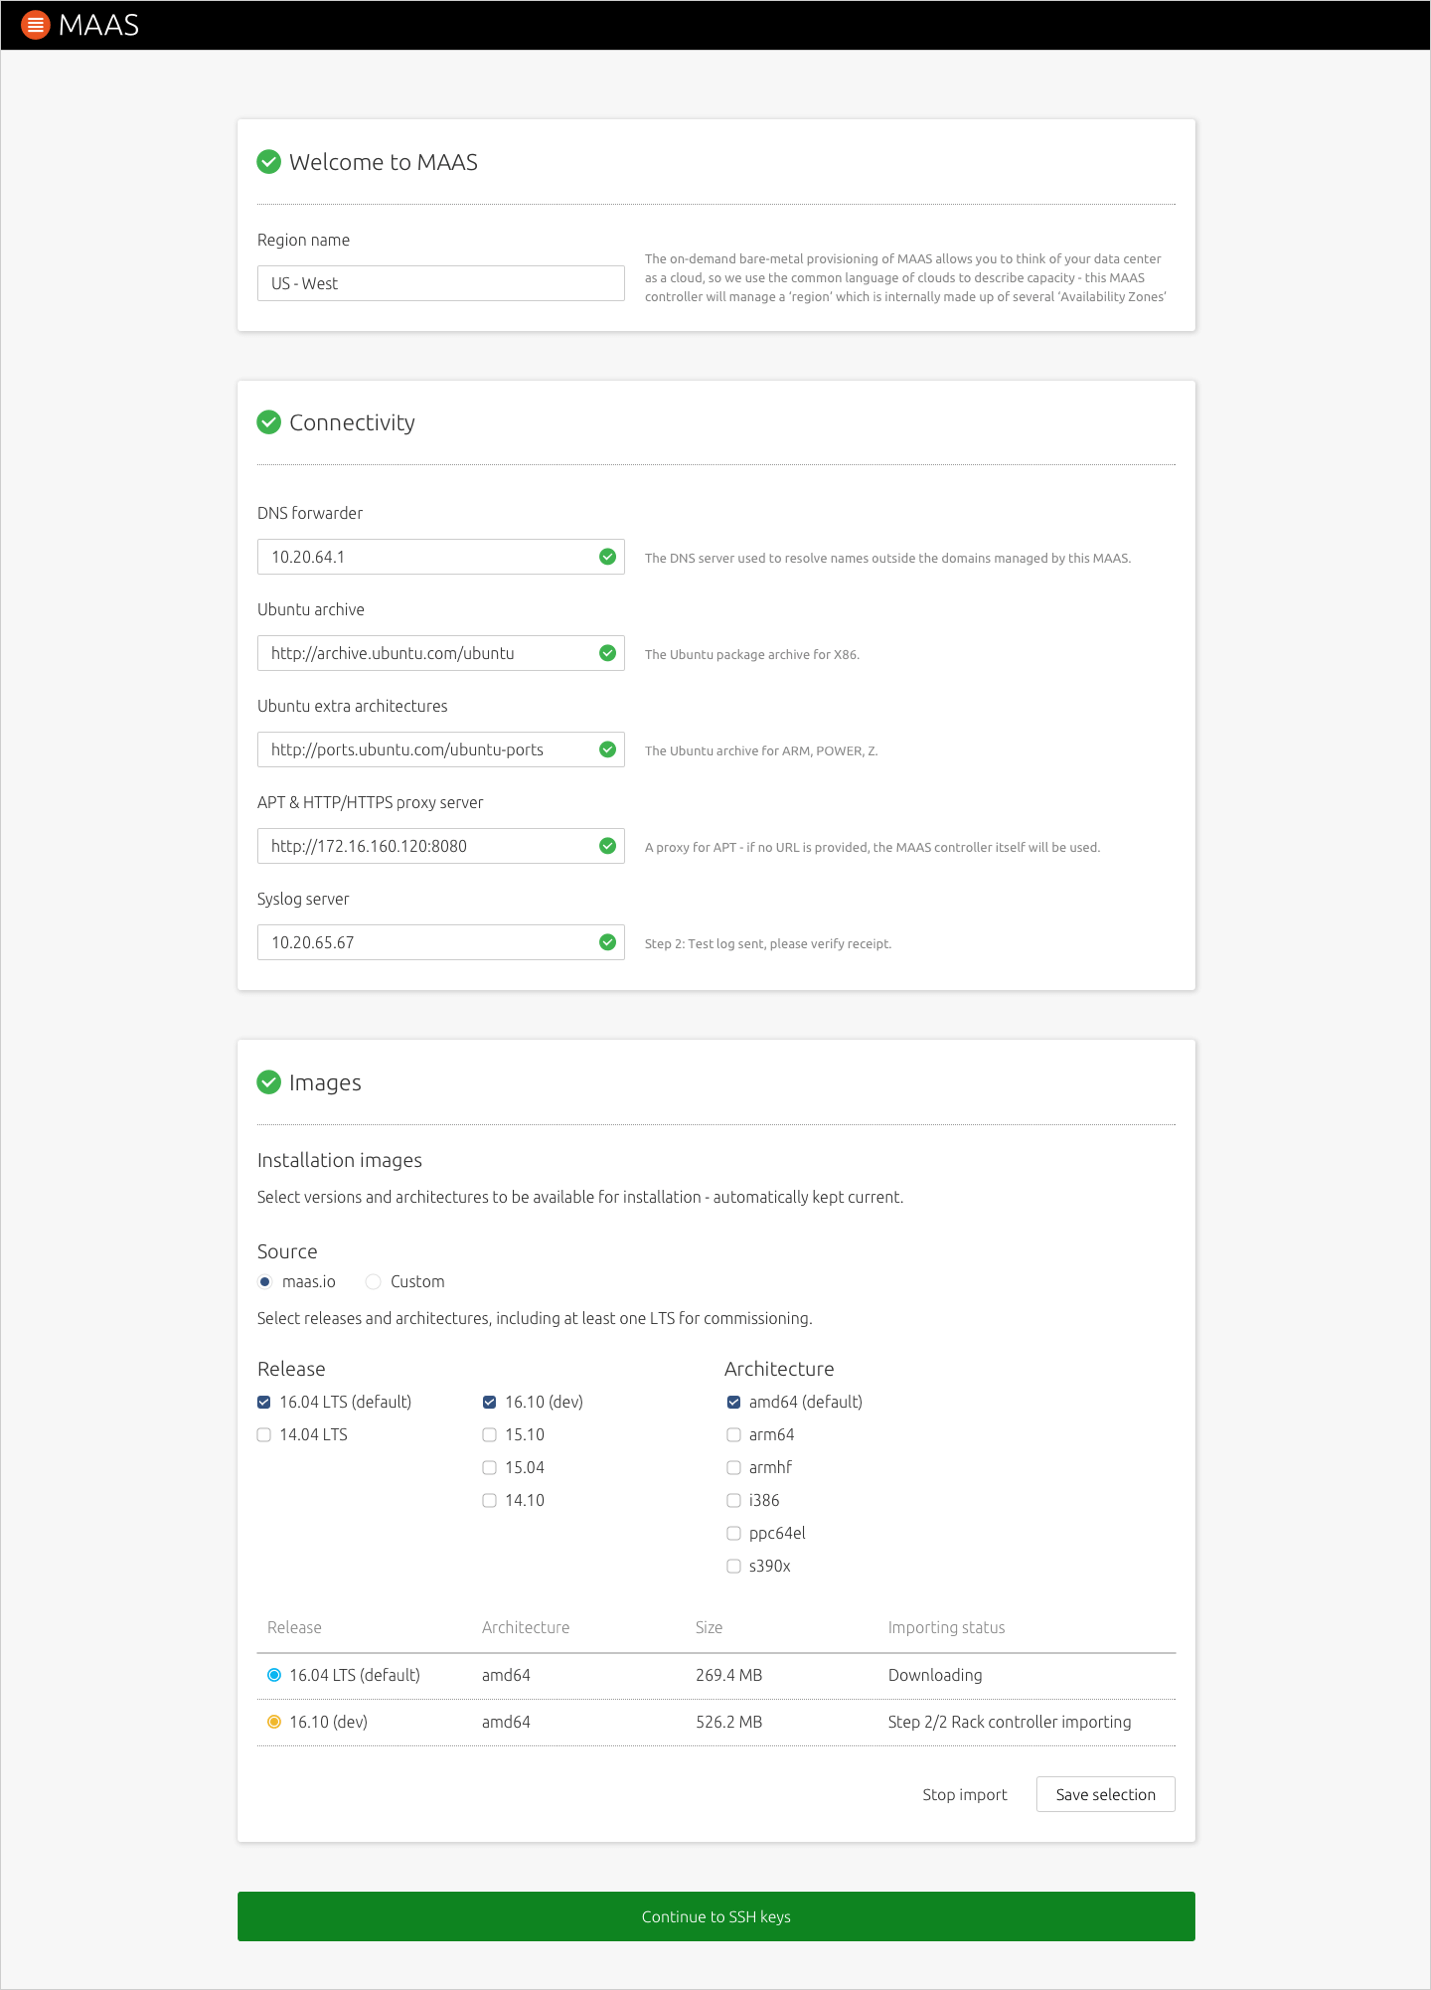 MAAS
Welcome to MAAS
Region name
US - West
The on-demand bare-metal provisioning of MAAS allows you to think of your data center
as a cloud, so we use the common language of clouds to describe capacity - this MAAS
controller will manage a ‘region’ which is internally made up of several ‘Availability Zones’
Connectivity
DNS forwarder
10.20.64.1
The DNS server used to resolve names outside the domains managed by this MAAS.
Ubuntu archive
http://archive.ubuntu.com/ubuntu
The Ubuntu package archive for X86.
Ubuntu extra architectures
http://ports.ubuntu.com/ubuntu-ports
The Ubuntu archive for ARM, POWER, Z.
APT & HTTP/HTTPS proxy server
http://172.16.160.120:8080
A proxy for APT - if no URL is provided, the MAAS controller itself will be used.
Syslog server
10.20.65.67
Step 2: Test log sent, please verify receipt.
Images
Installation images
Select versions and architectures to be available for installation - automatically kept current.
Source
maas.io Custom
Select releases and architectures, including at least one LTS for commissioning.
Release Architecture
16.04 LTS (default) 16.10 (dev) amd64 (default)
14.04 LTS 15.10 arm64
15.04 armhf
14.10 i386
ppc64el
s390x
Release Architecture Size Importing status
16.04 LTS (default) amd64 269.4 MB Downloading
16.10 (dev) amd64 526.2 MB Step 2/2 Rack controller importing
Stop import Save selection
Continue to SSH keys